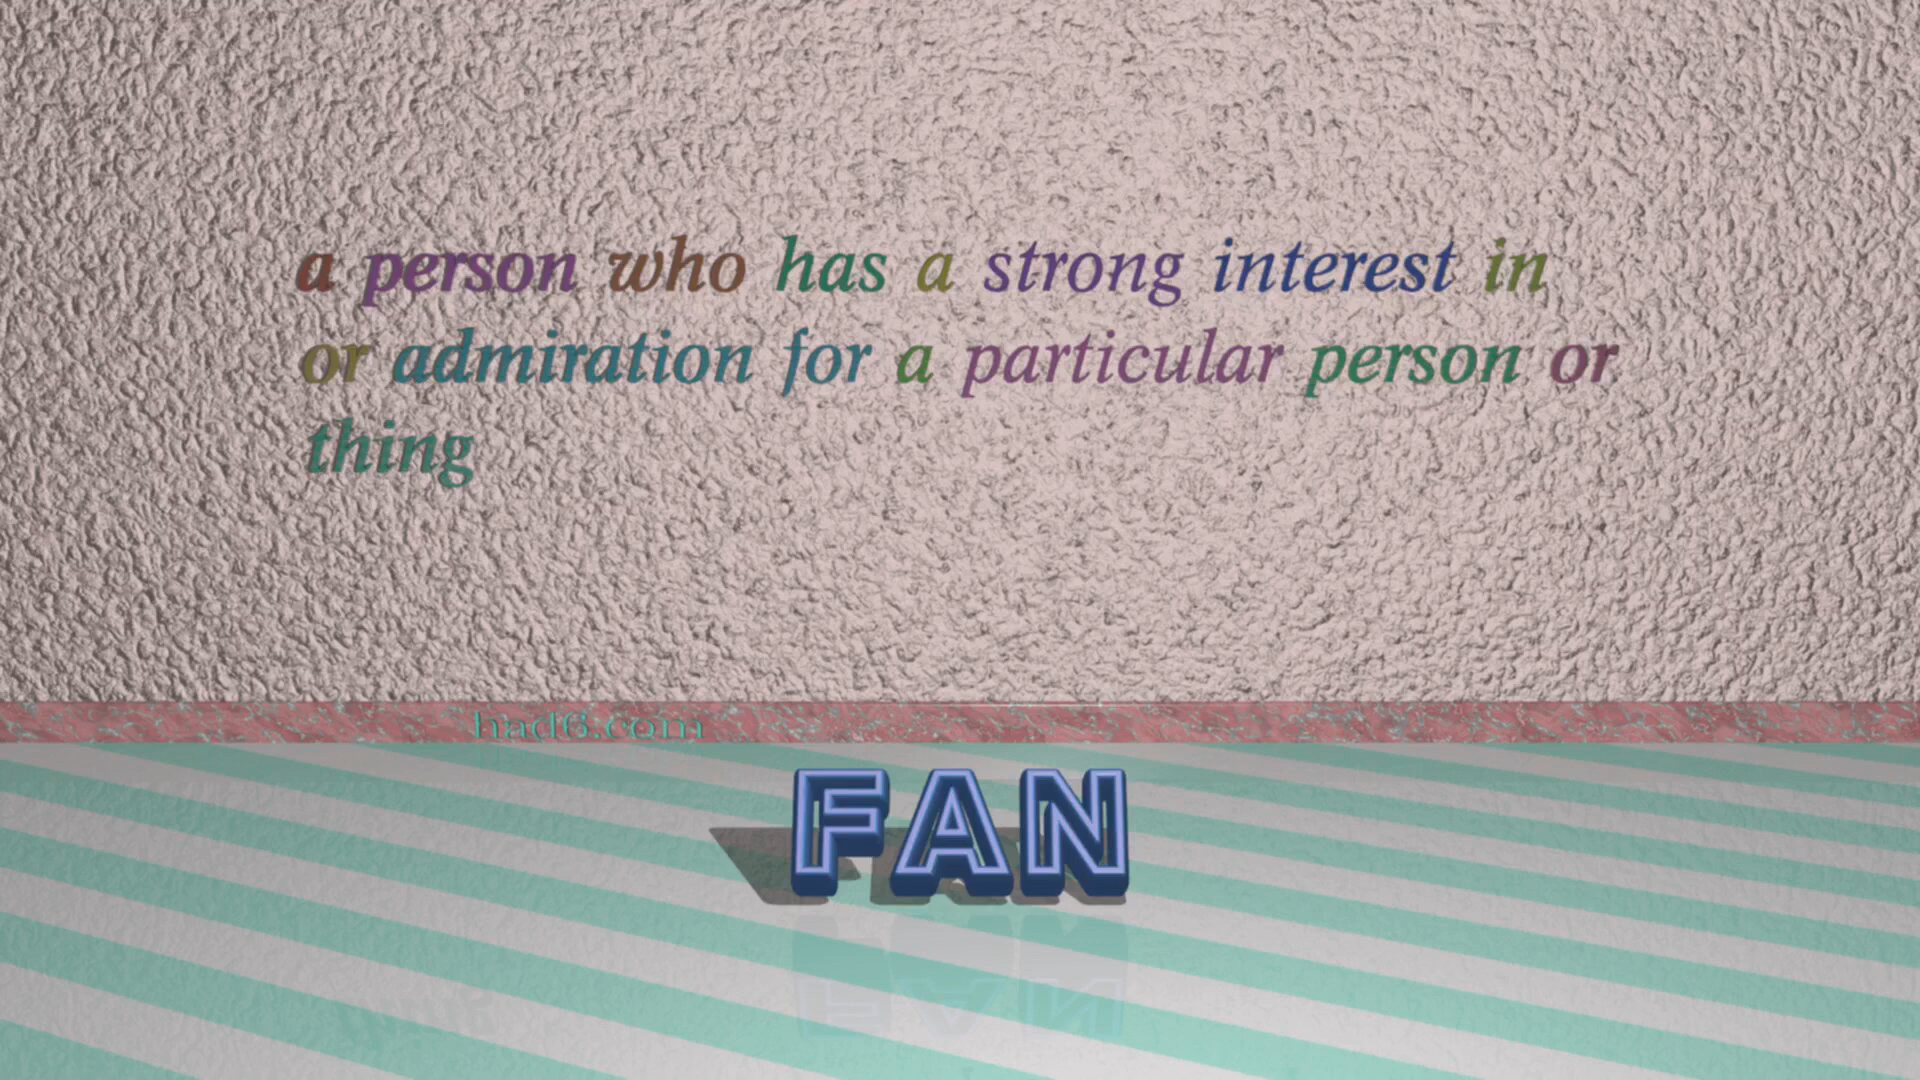 a person who has a strong interest in
or admiration for a particular person or
thing
had6.com
FAN